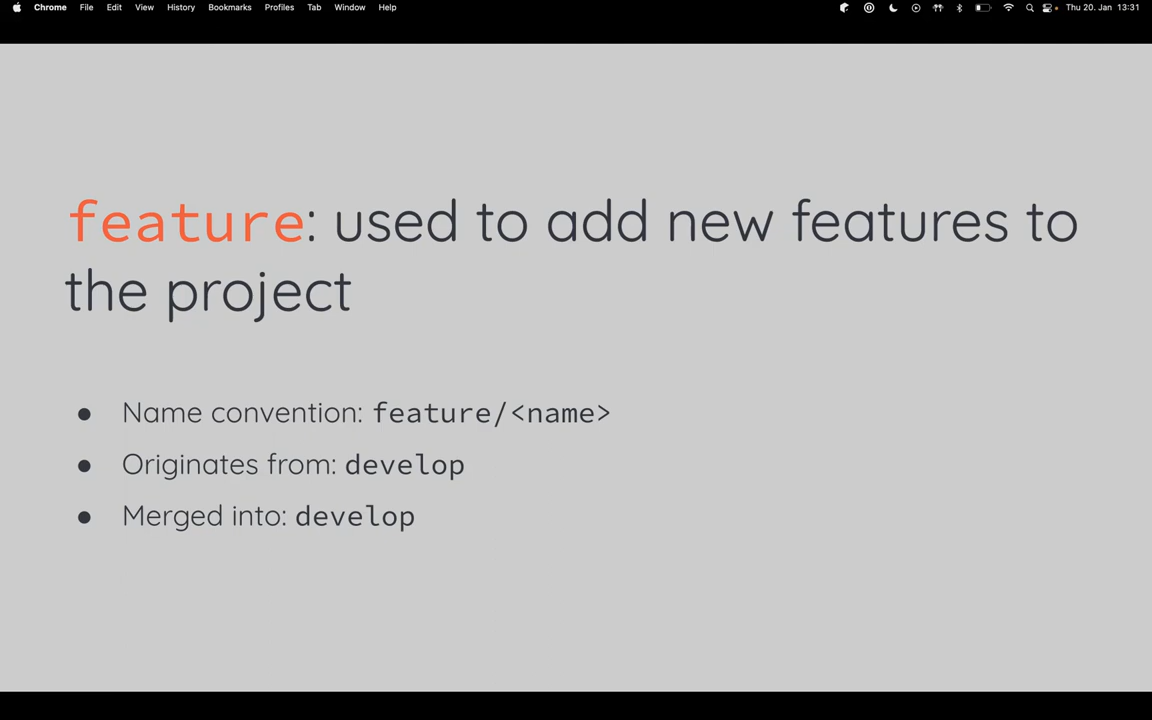 Chrome File Edit View History Bookmarks Profiles Tab Window Help Thu 20. Jan 13:31
feature: used to add new features to
the project
● Name convention: feature/<name>
● Originates from: develop
● Merged into: develop